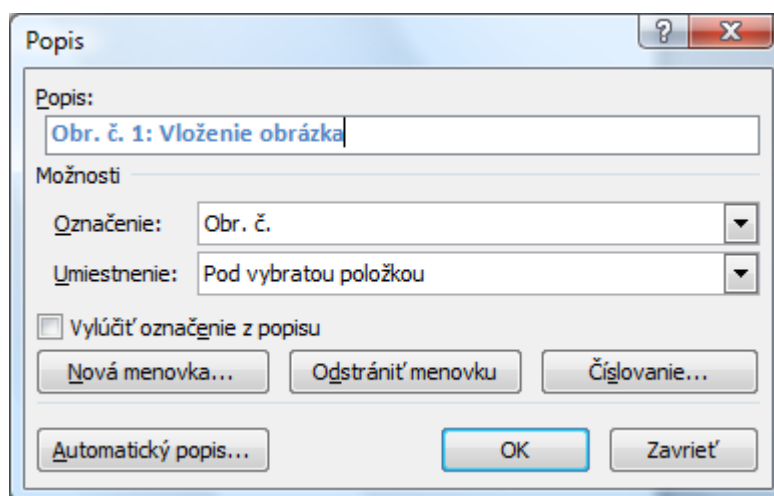 Popis
Popis:
Obr. č. 1: Vloženie obrázka
Možnosti
Označenie: Obr. č.
Umiestnenie: Pod vybratou položkou
Vylúčiť označenie z popisu
Nová menovka... Odstrániť menovku Číslovanie...
Automatický popis... OK Zavrieť